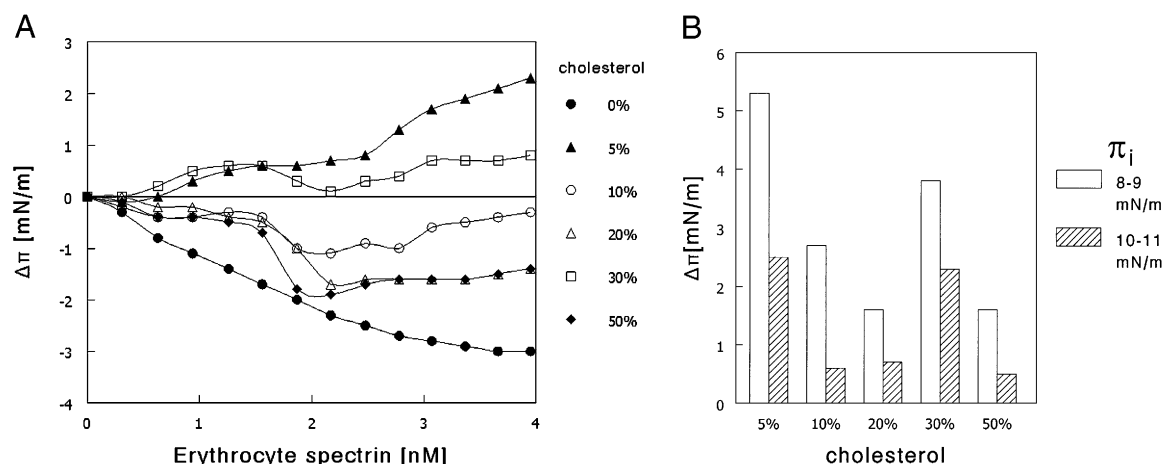 A
3
2
1
0
-1
-2
-3
-4
Δπ [mN/m]
0 1 2 3 4
Erythrocyte spectrin [nM]
cholesterol
0%
5%
10%
20%
30%
50%
B
6
5
4
3
2
1
0
Δπ[mN/m]
5% 10% 20% 30% 50%
cholesterol
πi
8-9
mN/m
10-11
mN/m